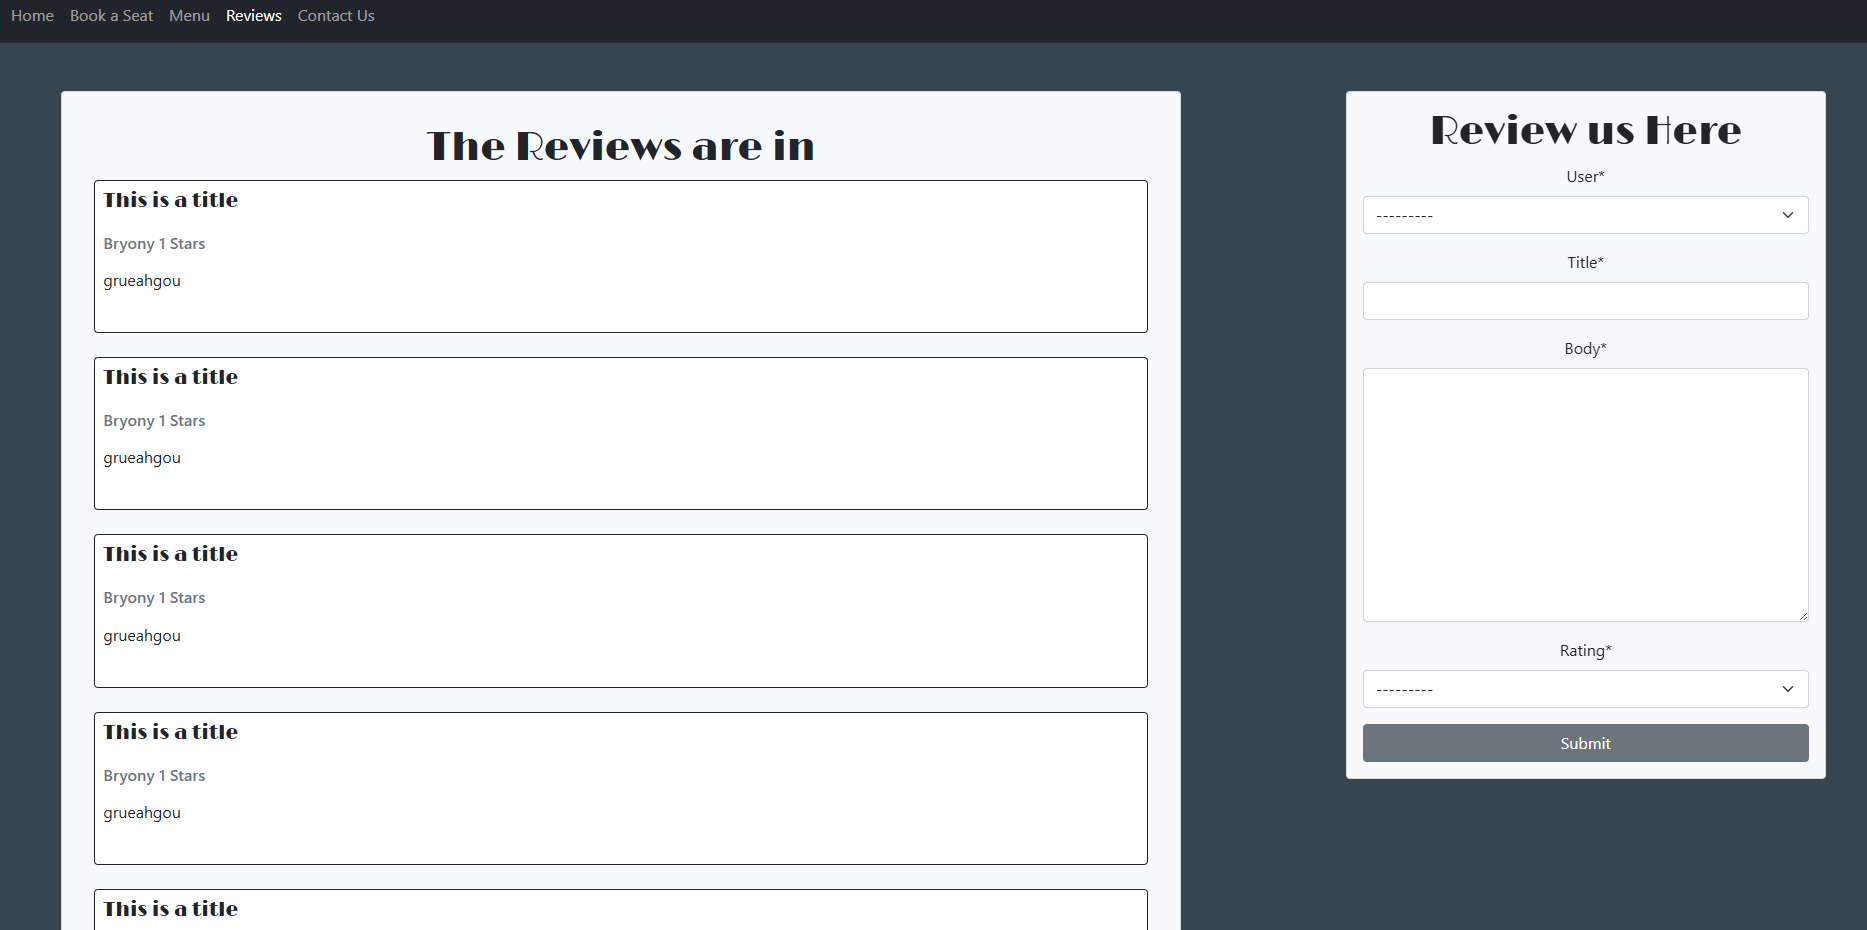 Home Book a Seat Menu Reviews Contact Us
The Reviews are in
This is a title
Bryony 1 Stars
grueahgou
This is a title
Bryony 1 Stars
grueahgou
This is a title
Bryony 1 Stars
grueahgou
This is a title
Bryony 1 Stars
grueahgou
This is a title
Review us Here
User*
---------
Title*
Body*
Rating*
---------
Submit